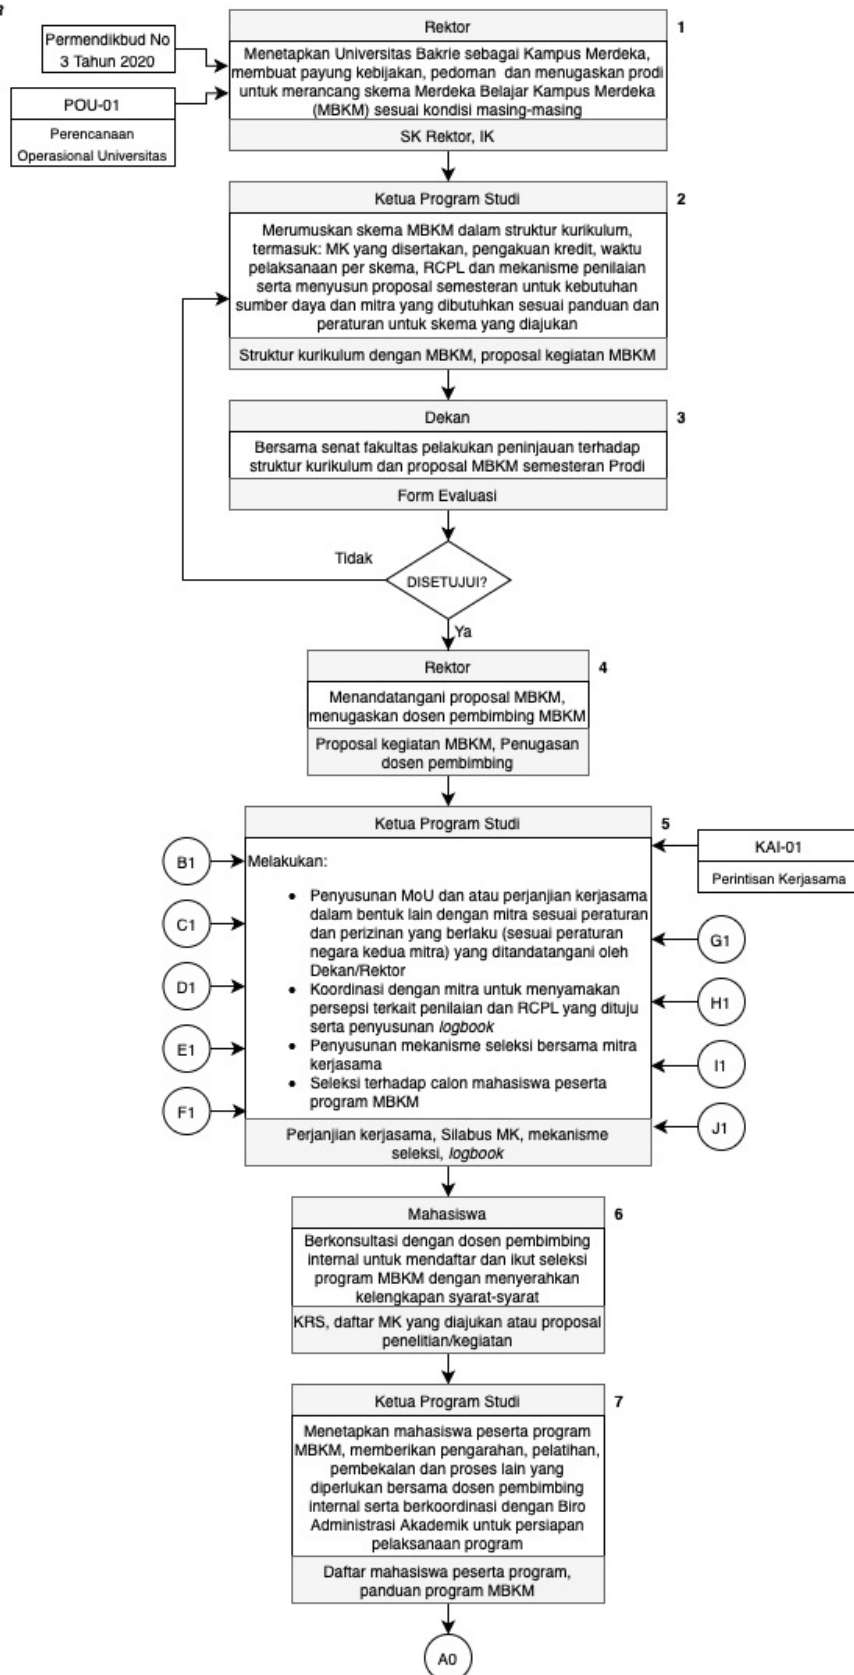 Rektor
1
Permendikbud No
3 Tahun 2020
Menetapkan Universitas Bakrie sebagai Kampus Merdeka,
membuat payung kebijakan, pedoman dan menugaskan prodi
untuk merancang skema Merdeka Belajar Kampus Merdeka
(MBKM) sesuai kondisi masing-masing
POU-01
Perencanaan
Operasional Universitas
SK Rektor, IK
Ketua Program Studi
2
Merumuskan skema MBKM dalam struktur kurikulum,
termasuk: MK yang disertakan, pengakuan kredit, waktu
pelaksanaan per skema, RCPL dan mekanisme penilaian
serta menyusun proposal semesteran untuk kebutuhan
sumber daya dan mitra yang dibutuhkan sesuai panduan dan
peraturan untuk skema yang diajukan
Struktur kurikulum dengan MBKM, proposal kegiatan MBKM
Dekan
3
Bersama senat fakultas pelakukan peninjauan terhadap
struktur kurikulum dan proposal MBKM semesteran Prodi
Form Evaluasi
Tidak
DISETUJUI?
Ya
Rektor
4
Menandatangani proposal MBKM,
menugaskan dosen pembimbing MBKM
Proposal kegiatan MBKM, Penugasan
dosen pembimbing
Ketua Program Studi
5
KAI-01
Perintisan Kerjasama
B1
C1
D1
E1
F1
Melakukan:
• Penyusunan MoU dan atau perjanjian kerjasama
dalam bentuk lain dengan mitra sesuai peraturan
dan perizinan yang berlaku (sesuai peraturan
negara kedua mitra) yang ditandatangani oleh
Dekan/Rektor
• Koordinasi dengan mitra untuk menyamakan
persepsi terkait penilaian dan RCPL yang dituju
serta penyusunan logbook
• Penyusunan mekanisme seleksi bersama mitra
kerjasama
• Seleksi terhadap calon mahasiswa peserta
program MBKM
G1
H1
I1
J1
Perjanjian kerjasama, Silabus MK, mekanisme
seleksi, logbook
Mahasiswa
6
Berkonsultasi dengan dosen pembimbing
internal untuk mendaftar dan ikut seleksi
program MBKM dengan menyerahkan
kelengkapan syarat-syarat
KRS, daftar MK yang diajukan atau proposal
penelitian/kegiatan
Ketua Program Studi
7
Menetapkan mahasiswa peserta program
MBKM, memberikan pengarahan, pelatihan,
pembekalan dan proses lain yang
diperlukan bersama dosen pembimbing
internal serta berkoordinasi dengan Biro
Administrasi Akademik untuk persiapan
pelaksanaan program
Daftar mahasiswa peserta program,
panduan program MBKM
A0